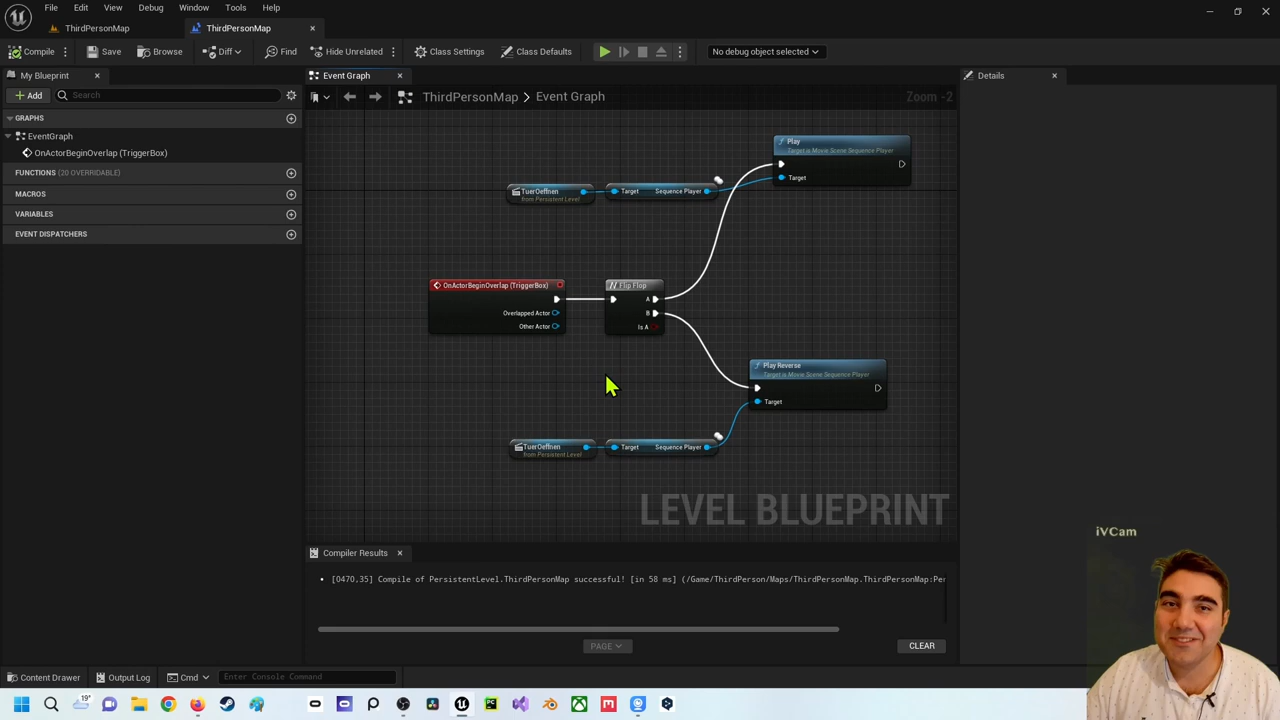 File Edit View Debug Window Tools Help
ThirdPersonMap ThirdPersonMap
Compile Save Browse Diff Find Hide Unrelated Class Settings Class Defaults No debug object selected
My Blueprint Event Graph Details
Add Search
ThirdPersonMap > Event Graph Zoom -2
GRAPHS
EventGraph
OnActorBeginOverlap (TriggerBox)
FUNCTIONS (20 OVERRIDABLE)
MACROS
VARIABLES
EVENT DISPATCHERS
Play
Target is Movie Scene Sequence Player
Target
TuerOeffnen
from Persistent Level
Target Sequence Player
OnActorBeginOverlap (TriggerBox)
Overlapped Actor
Other Actor
Flip Flop
A
B
Is A
Play Reverse
Target is Movie Scene Sequence Player
Target
TuerOeffnen
from Persistent Level
Target Sequence Player
LEVEL BLUEPRINT
Compiler Results
[0470,35] Compile of PersistentLevel.ThirdPersonMap successful! [in 58 ms] (/Game/ThirdPerson/Maps/ThirdPersonMap.ThirdPersonMap:Per
PAGE CLEAR
iVCam
Content Drawer Output Log Cmd Enter Console Command
19°